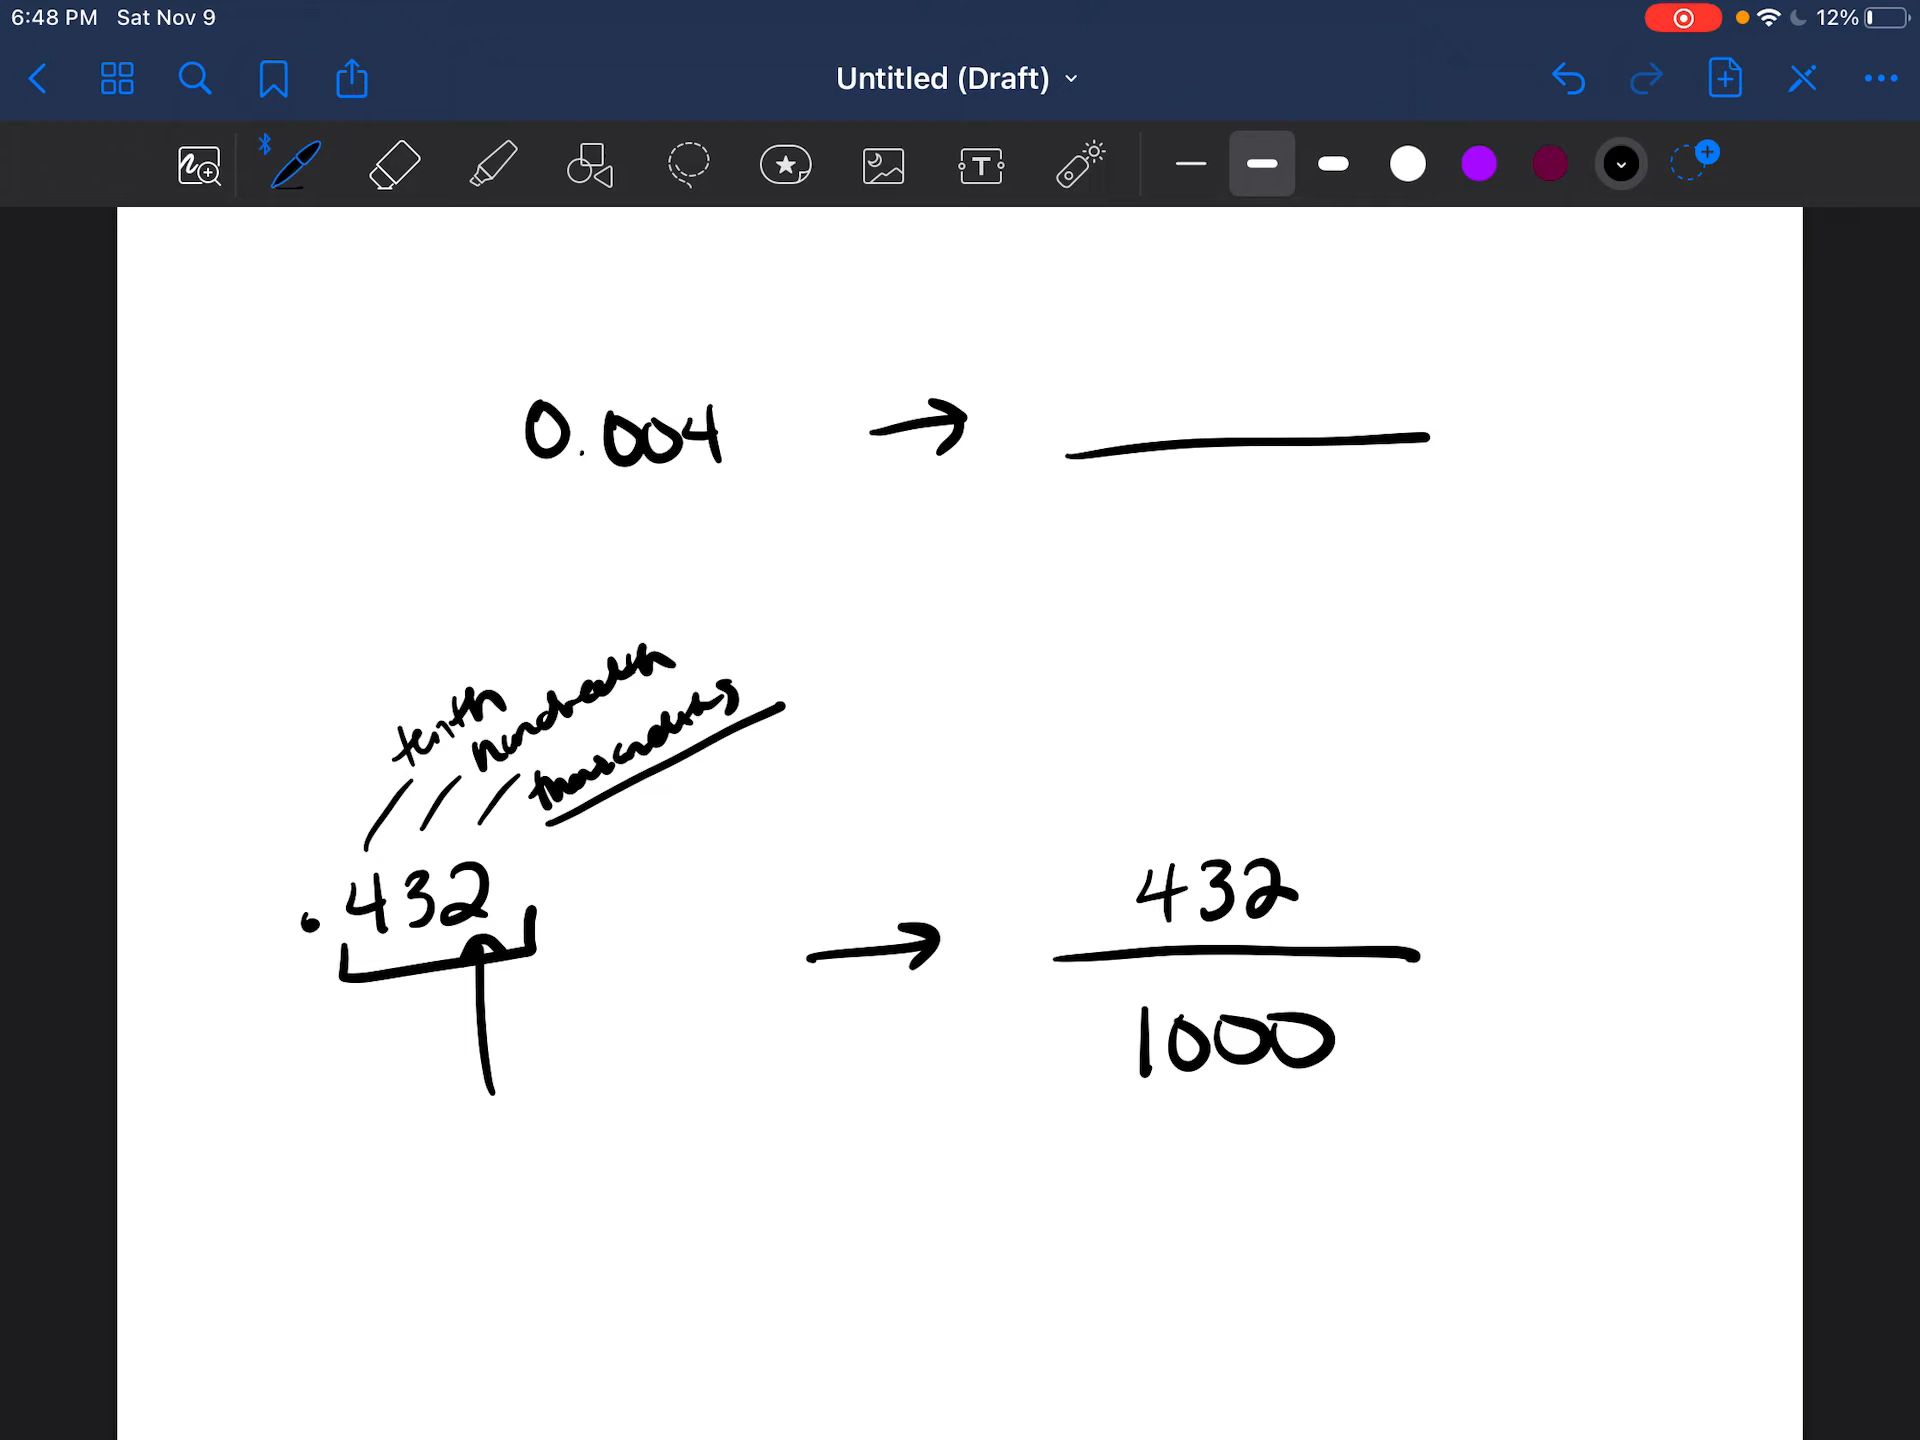 6:48 PM Sat Nov 9
12%
Untitled (Draft)
T
0.004 →
tenth
hundredth
thousandths
.432 → 432
1000